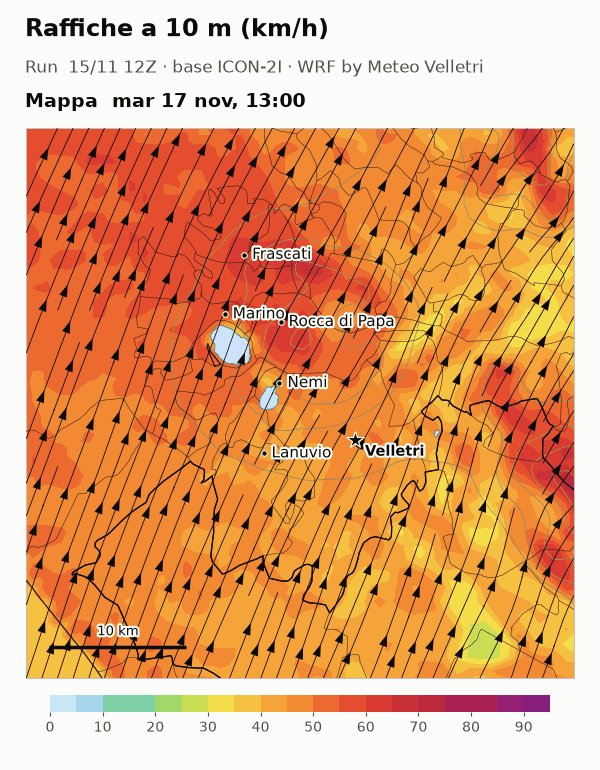 Raffiche a 10 m (km/h)
Run  15/11 12Z · base ICON-2I · WRF by Meteo Velletri
Mappa  mar 17 nov, 13:00
Frascati
Marino
Rocca di Papa
Nemi
Velletri
Lanuvio
10 km
0 10 20 30 40 50 60 70 80 90